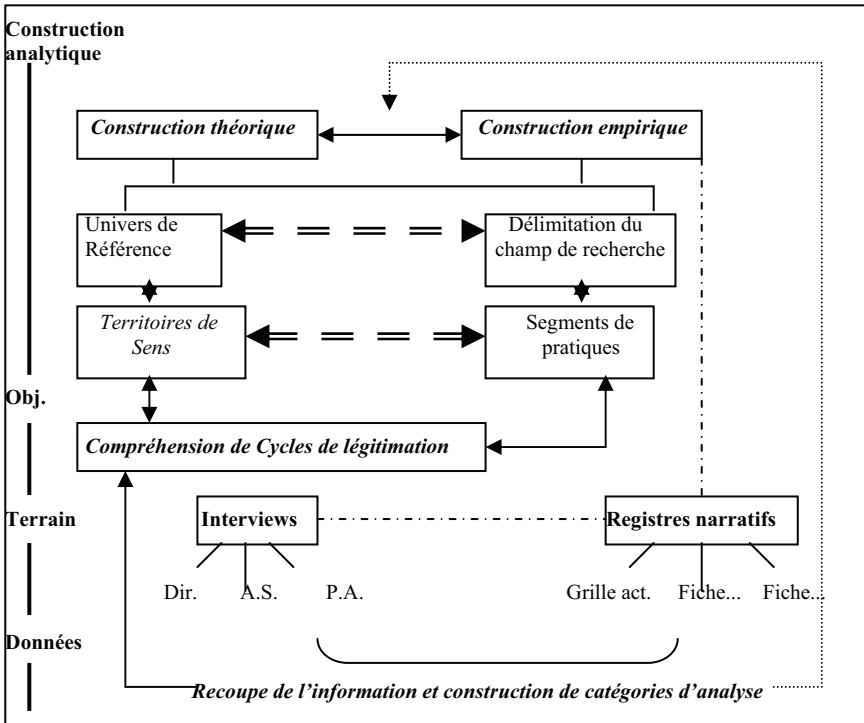 Construction
analytique
Construction théorique
Construction empirique
Univers de
Référence
Délimitation du
champ de recherche
Territoires de
Sens
Segments de
pratiques
Obj.
Compréhension de Cycles de légitimation
Terrain
Interviews
Registres narratifs
Dir.
A.S.
P.A.
Grille act.
Fiche...
Fiche...
Données
Recoupe de l'information et construction de catégories d'analyse